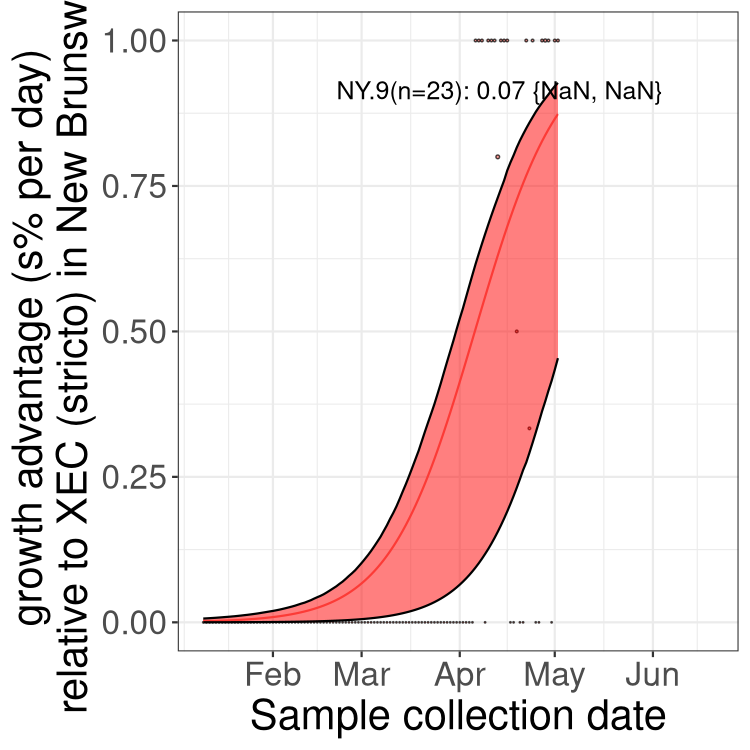 growth advantage (s% per day)
relative to XEC (stricto) in New Brunsw
1.00
0.75
0.50
0.25
0.00
NY.9(n=23): 0.07 {NaN, NaN}
Feb Mar Apr May Jun
Sample collection date